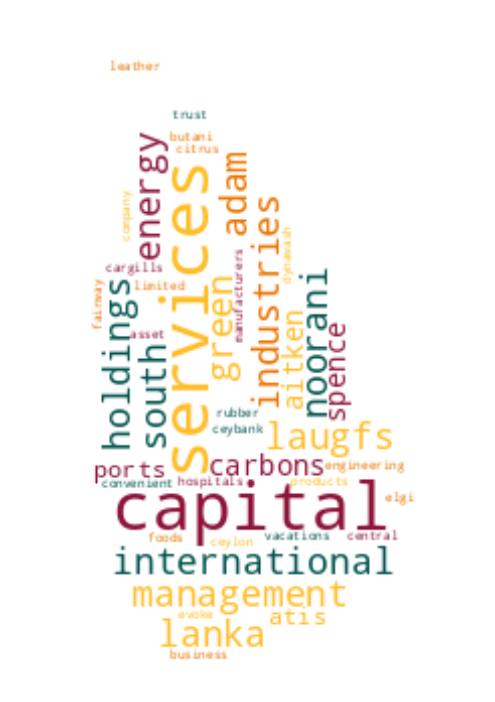 leather
trust
butani
citrus
energy
services
adam
company
industries
dynawash
manufacturers
cargills
limited
green
noorani
fairway
holdings
asset
south
aitken
spence
rubber
ceybank
laugfs
ports
carbons
engineering
convenient
hospitals
products
capital
elgi
foods
ceylon
vacations
central
international
management
evoke
atis
lanka
business